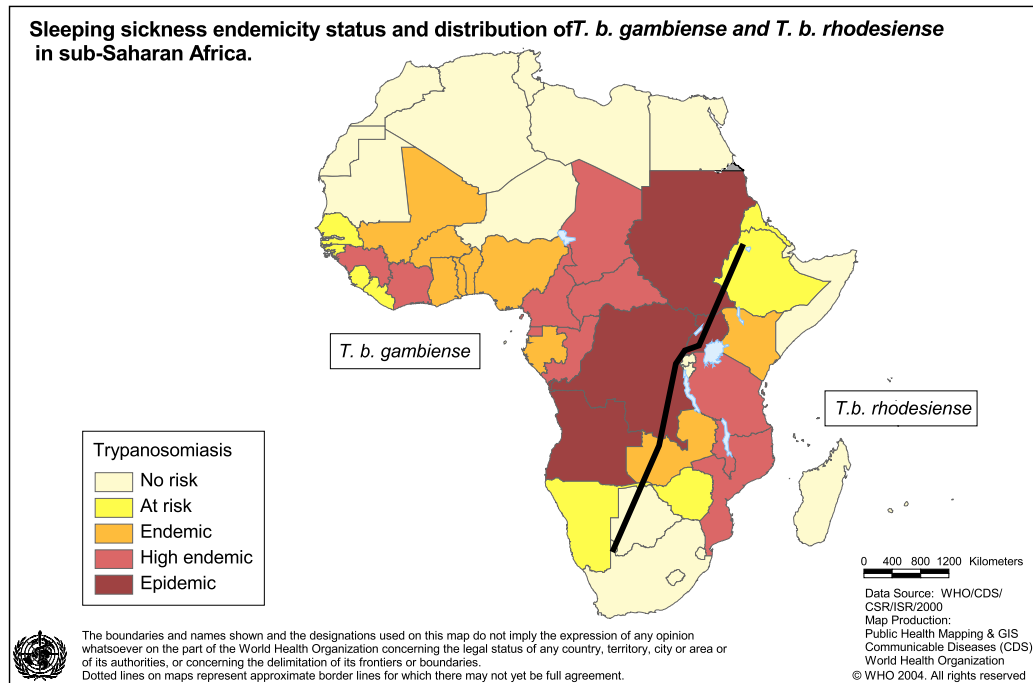 Sleeping sickness endemicity status and distribution ofT. b. gambiense and T. b. rhodesiense
in sub-Saharan Africa.
T. b. gambiense
T.b. rhodesiense
Trypanosomiasis
No risk
At risk
Endemic
High endemic
Epidemic
0 400 800 1200 Kilometers
Data Source: WHO/CDS/
CSR/ISR/2000
Map Production:
Public Health Mapping & GIS
Communicable Diseases (CDS)
World Health Organization
© WHO 2004. All rights reserved
The boundaries and names shown and the designations used on this map do not imply the expression of any opinion
whatsoever on the part of the World Health Organization concerning the legal status of any country, territory, city or area or
of its authorities, or concerning the delimitation of its frontiers or boundaries.
Dotted lines on maps represent approximate border lines for which there may not yet be full agreement.